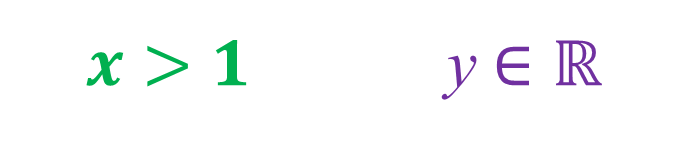 x > 1 y ∈ ℝ